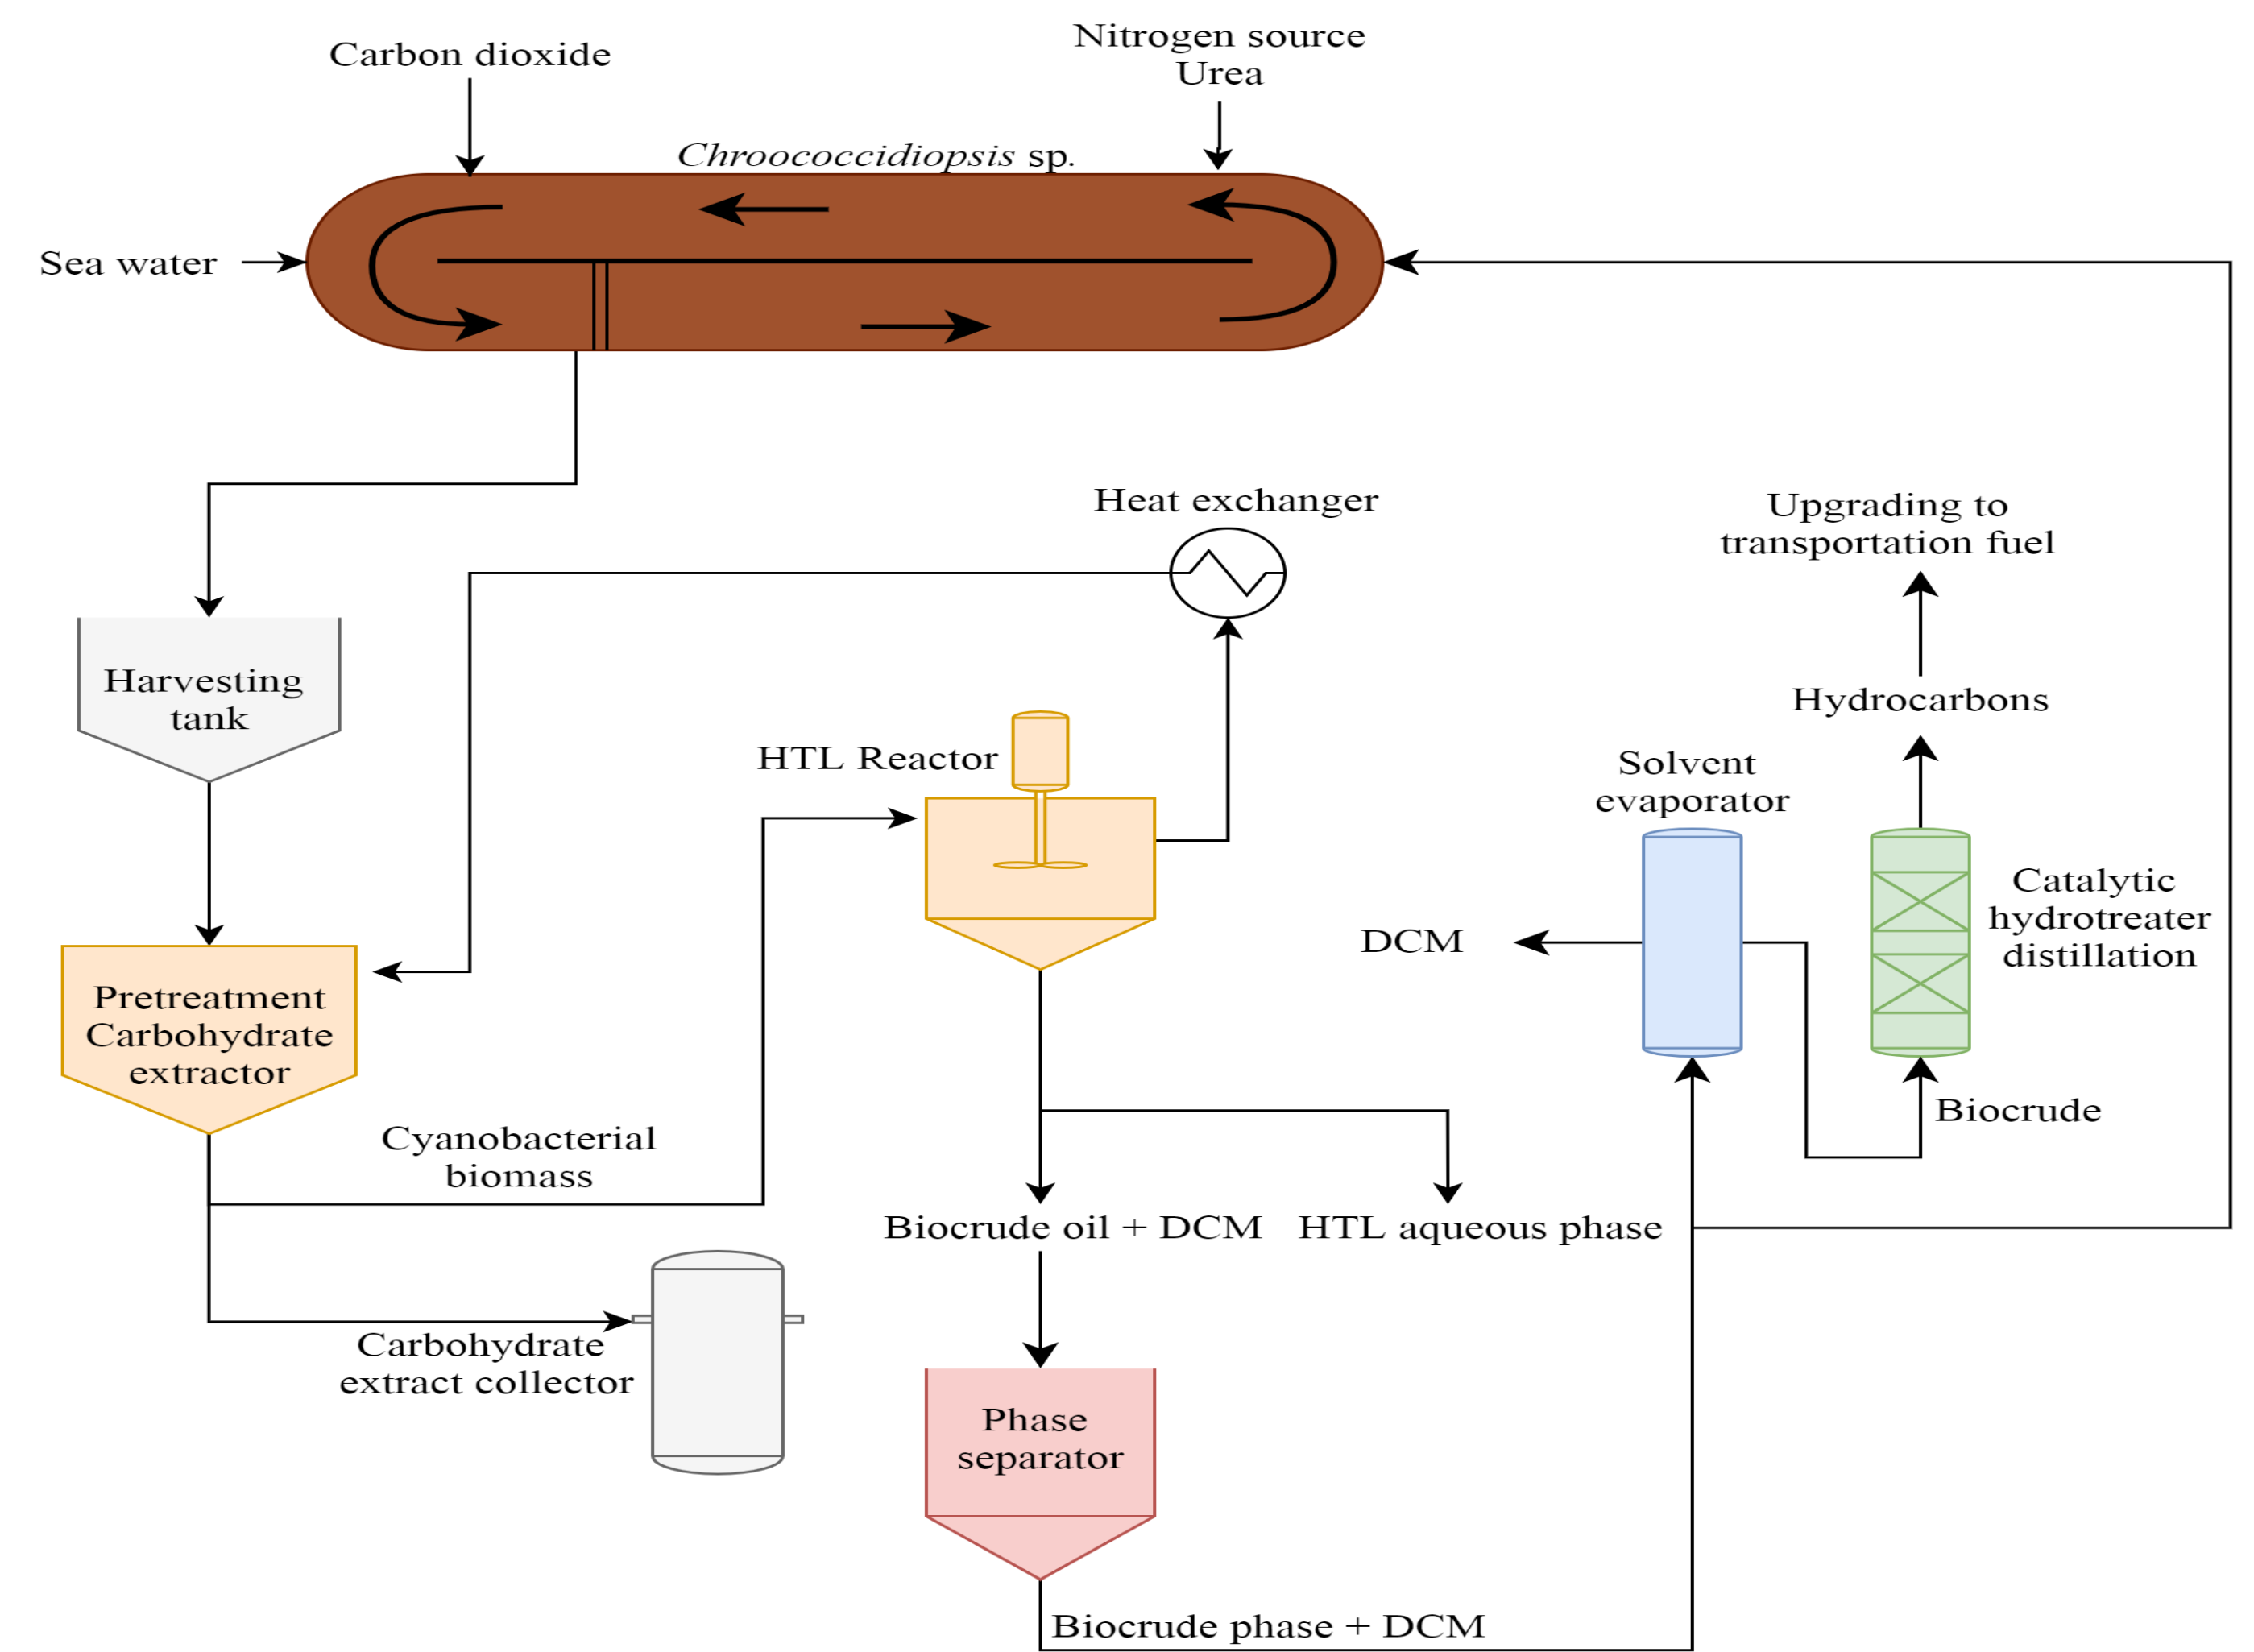 Carbon dioxide
Nitrogen source
Urea
Chroococcidiopsis sp.
Sea water
Heat exchanger
Upgrading to
transportation fuel
Harvesting
tank
Hydrocarbons
HTL Reactor
Solvent
evaporator
Catalytic
hydrotreater
distillation
DCM
Pretreatment
Carbohydrate
extractor
Biocrude
Cyanobacterial
biomass
Biocrude oil + DCM
HTL aqueous phase
Carbohydrate
extract collector
Phase
separator
Biocrude phase + DCM